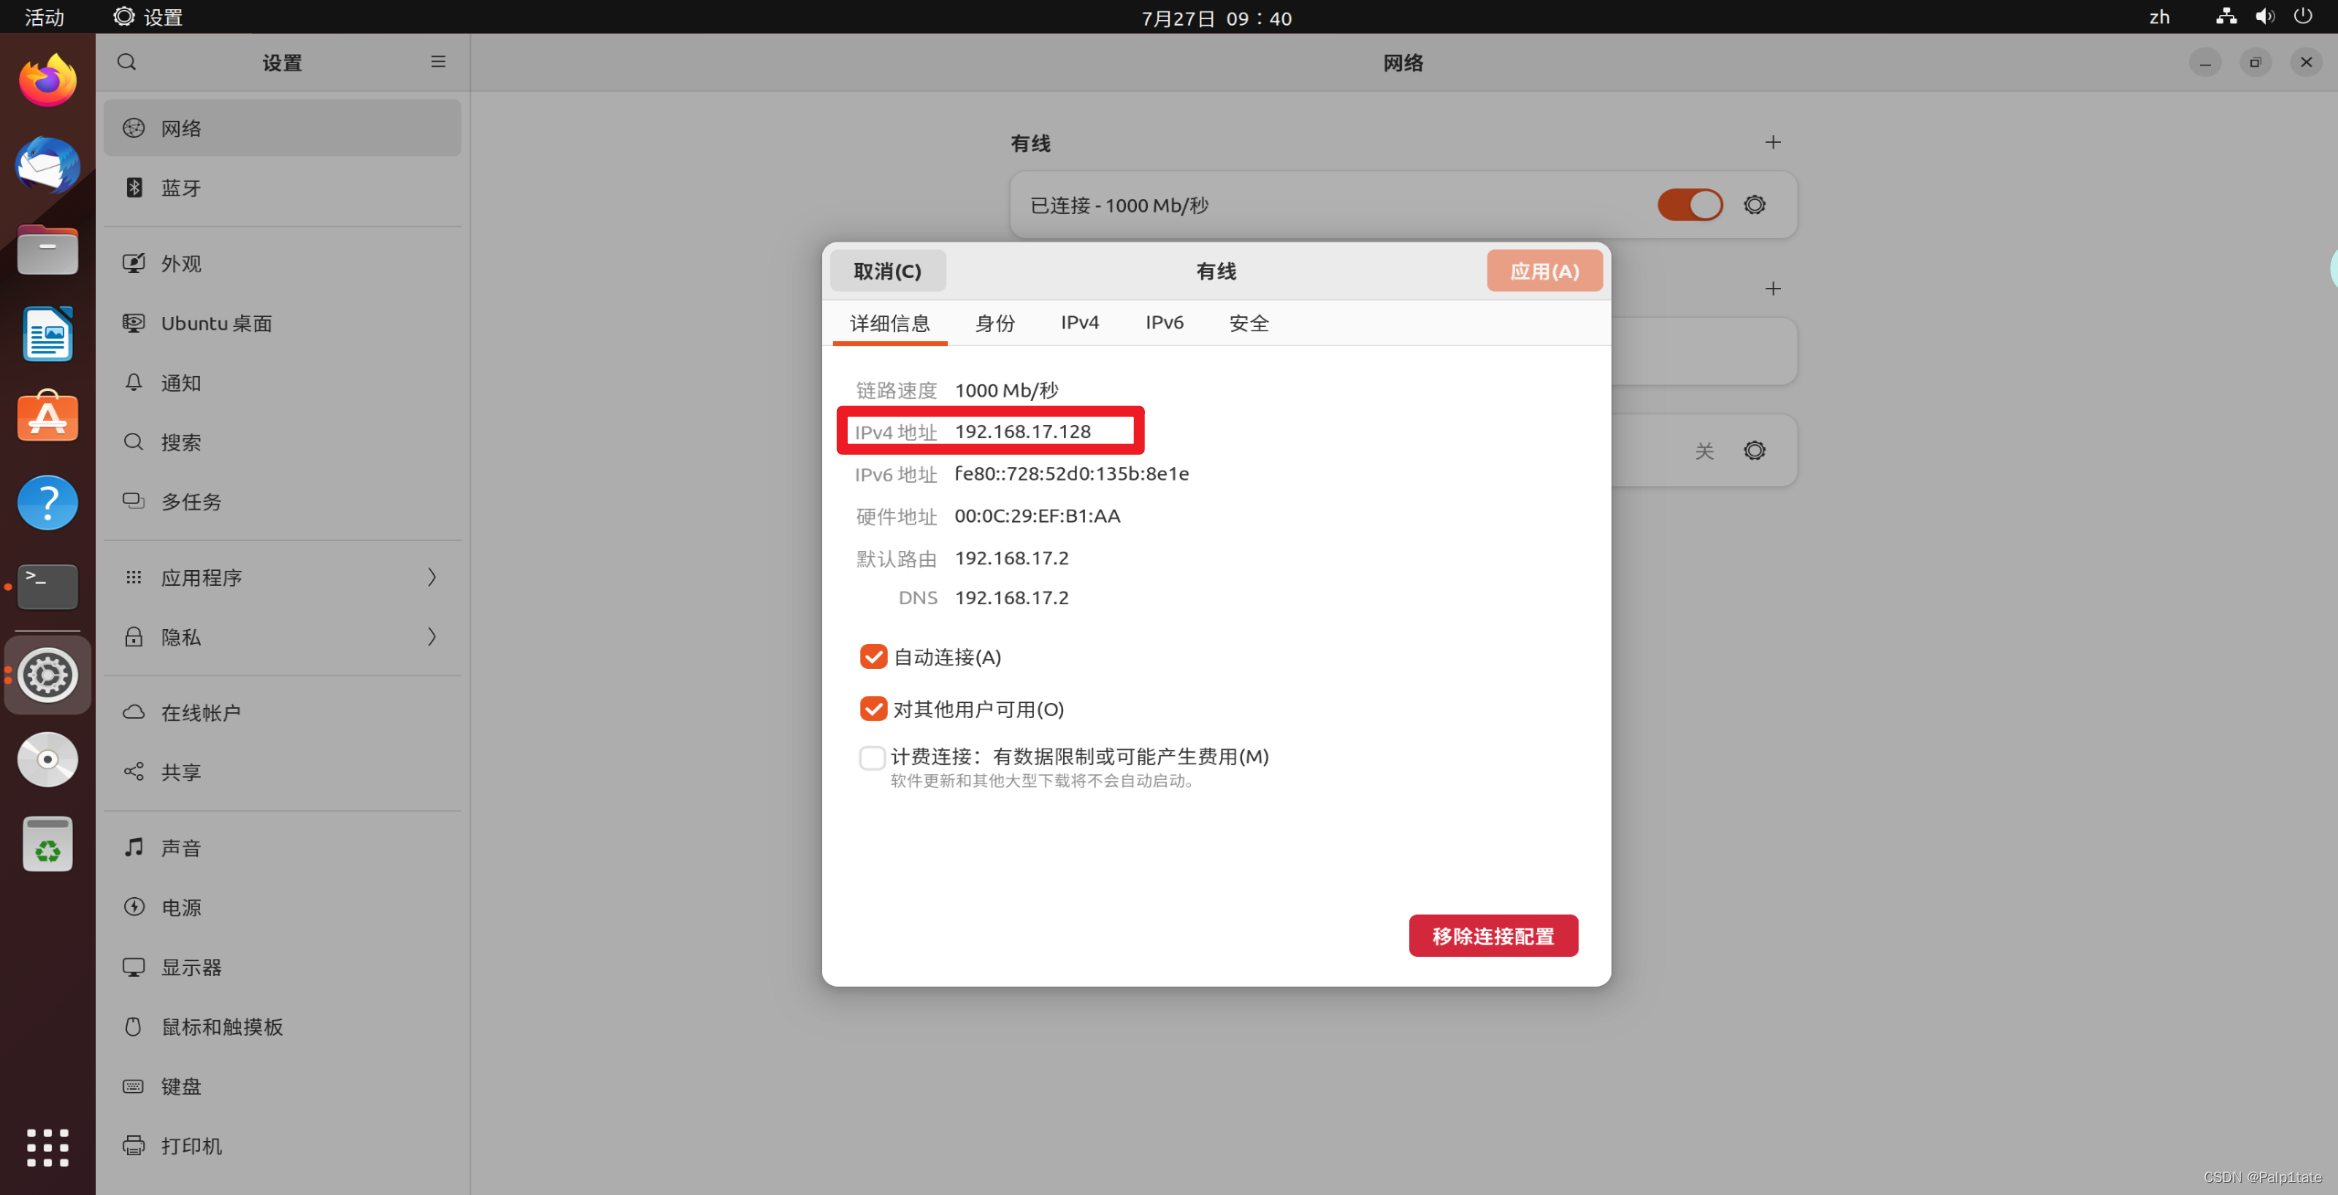 活动
设置
7月27日 09：40
zh
设置
网络
网络
蓝牙
外观
Ubuntu 桌面
通知
搜索
多任务
应用程序
隐私
在线帐户
共享
声音
电源
显示器
鼠标和触摸板
键盘
打印机
有线
已连接 - 1000 Mb/秒
关
取消(C)
有线
应用(A)
详细信息
身份
IPv4
IPv6
安全
链路速度 1000 Mb/秒
IPv4 地址 192.168.17.128
IPv6 地址 fe80::728:52d0:135b:8e1e
硬件地址 00:0C:29:EF:B1:AA
默认路由 192.168.17.2
DNS 192.168.17.2
自动连接(A)
对其他用户可用(O)
计费连接：有数据限制或可能产生费用(M)
软件更新和其他大型下载将不会自动启动。
移除连接配置
CSDN @Palp1tate